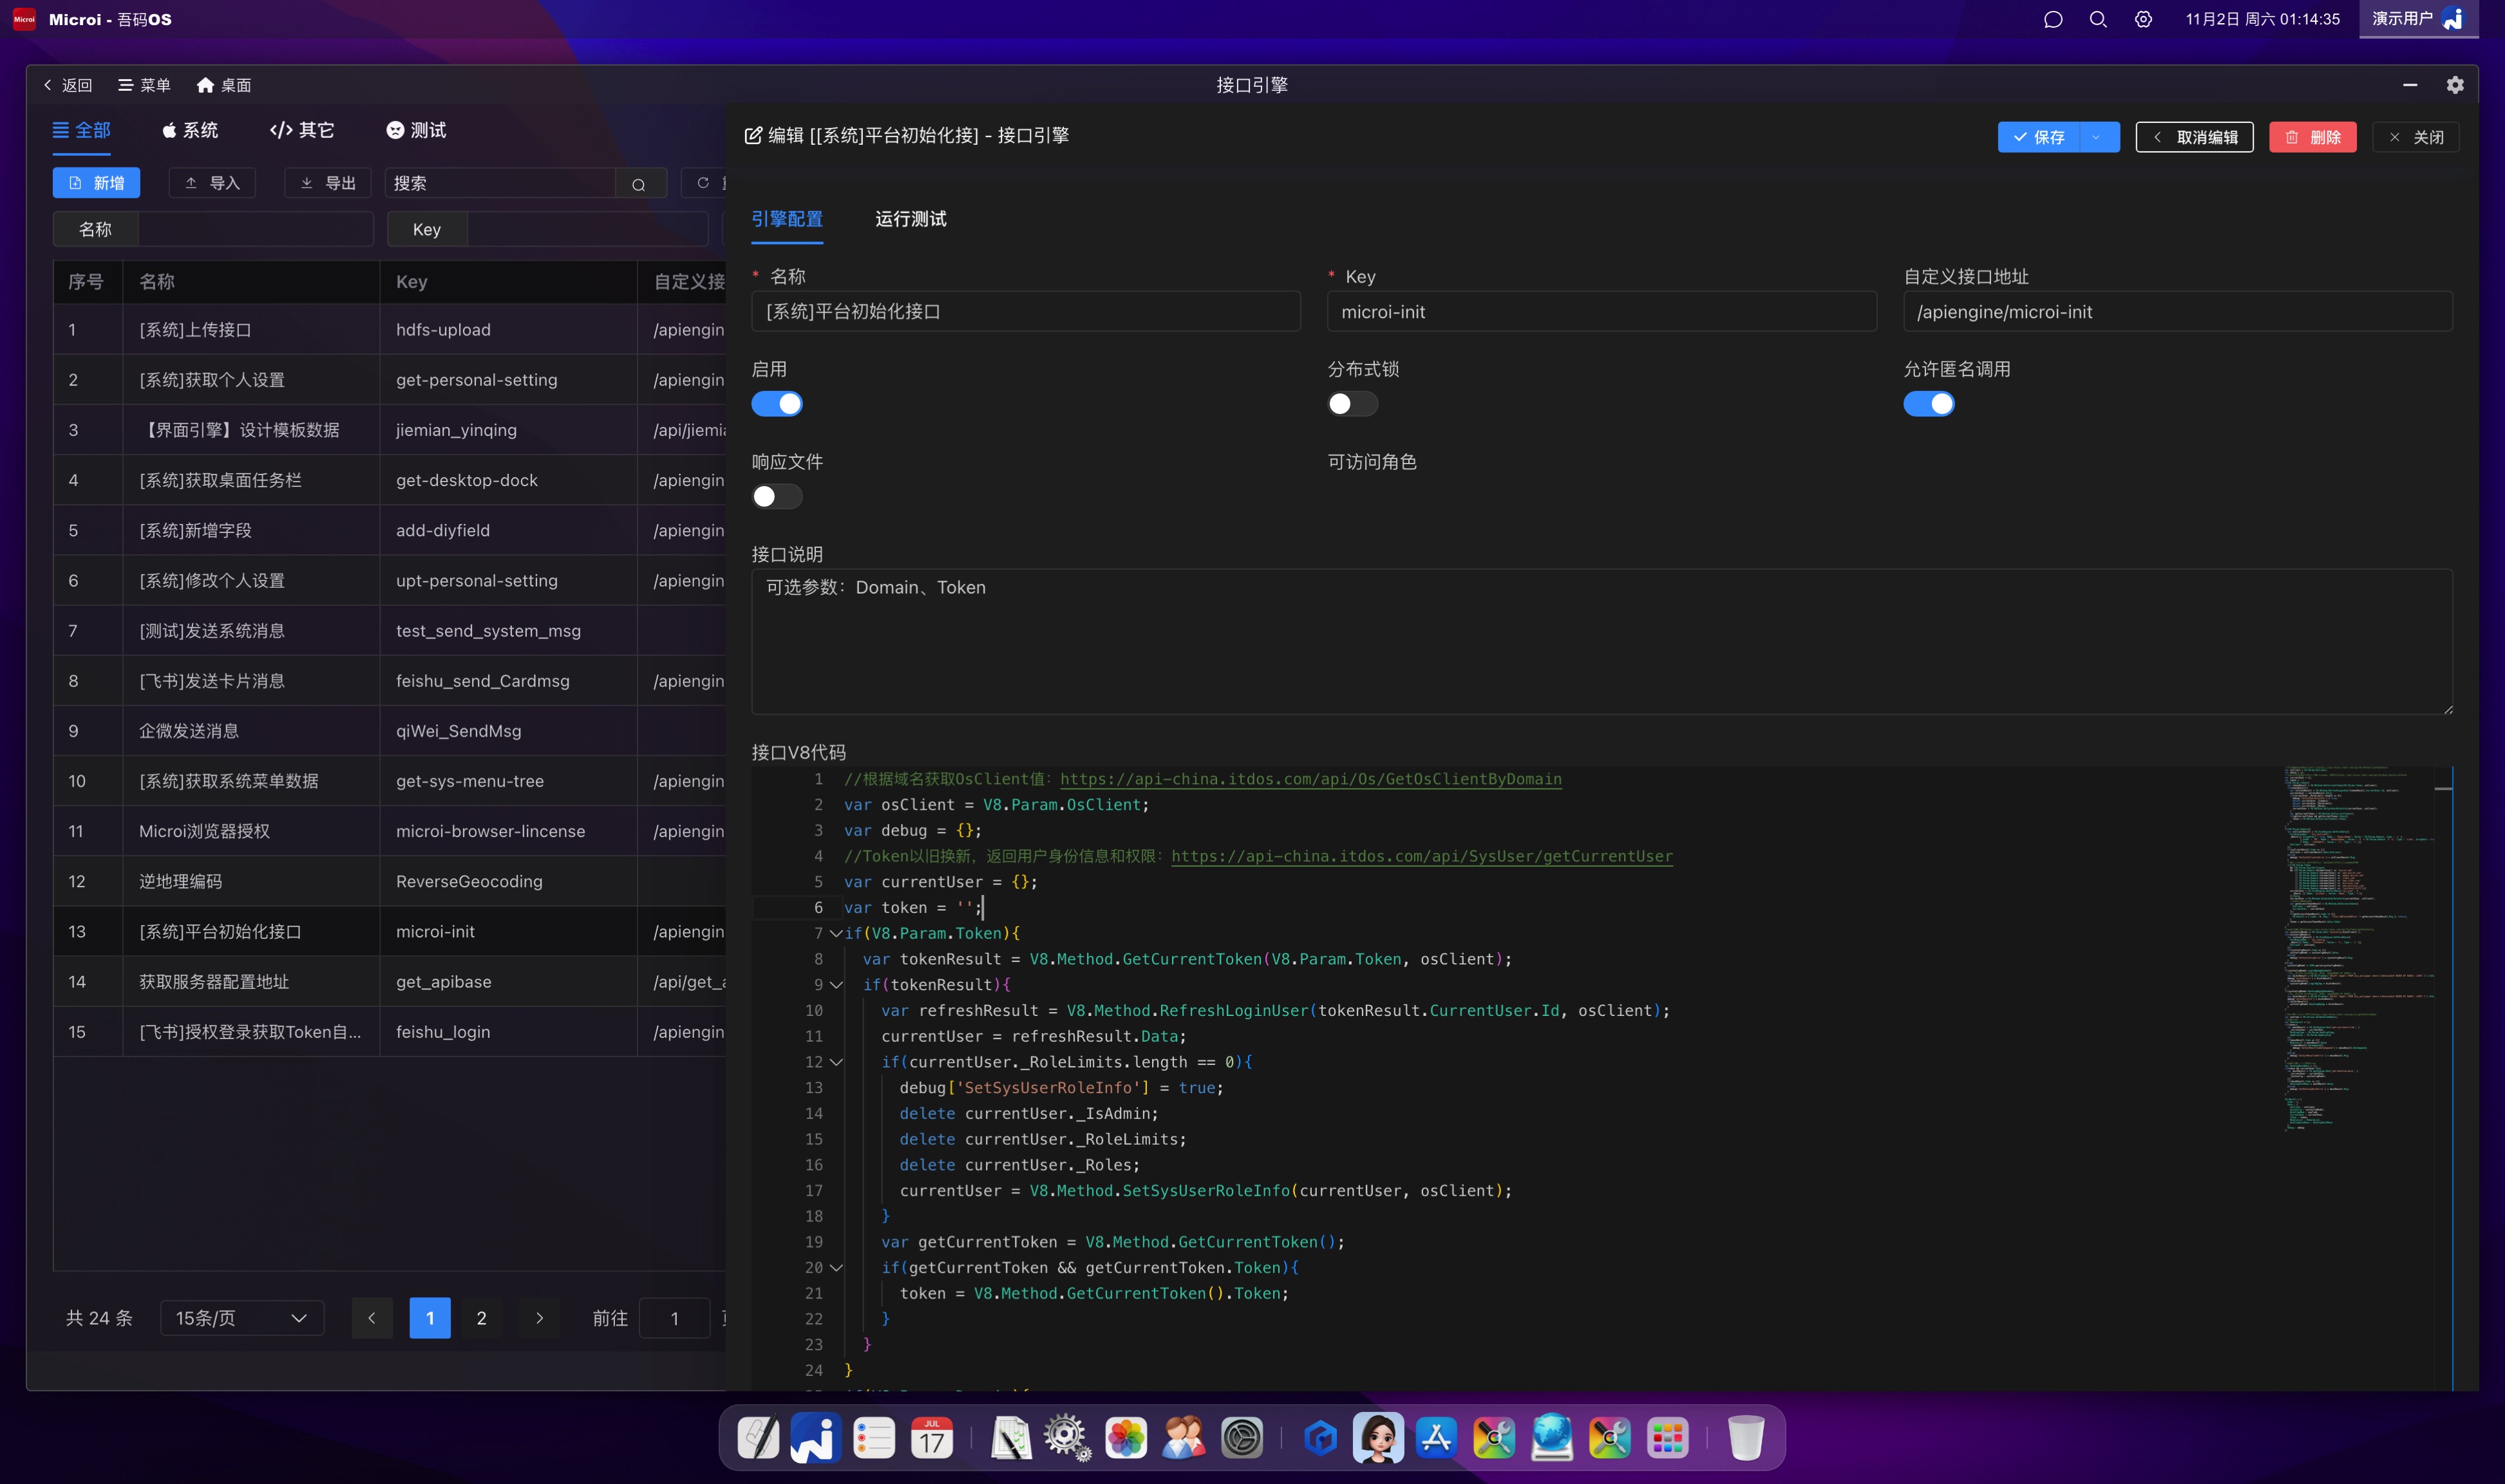 Microi
Microi - 吾码OS
11月2日 周六 01:14:35
演示用户
返回
菜单
桌面
接口引擎
全部
系统
</> 其它
测试
新增
导入
导出
搜索
名称
Key
序号 名称 Key 自定义接
1 [系统]上传接口 hdfs-upload /apiengin
2 [系统]获取个人设置 get-personal-setting /apiengin
3 【界面引擎】设计模板数据 jiemian_yinqing /api/jiemia
4 [系统]获取桌面任务栏 get-desktop-dock /apiengin
5 [系统]新增字段 add-diyfield /apiengin
6 [系统]修改个人设置 upt-personal-setting /apiengin
7 [测试]发送系统消息 test_send_system_msg
8 [飞书]发送卡片消息 feishu_send_Cardmsg /apiengin
9 企微发送消息 qiWei_SendMsg
10 [系统]获取系统菜单数据 get-sys-menu-tree /apiengin
11 Microi浏览器授权 microi-browser-lincense /apiengin
12 逆地理编码 ReverseGeocoding
13 [系统]平台初始化接口 microi-init /apiengin
14 获取服务器配置地址 get_apibase /api/get_a
15 [飞书]授权登录获取Token自... feishu_login /apiengin
共 24 条
15条/页
1
2
前往
1
编辑 [[系统]平台初始化接] - 接口引擎
保存
取消编辑
删除
关闭
引擎配置
运行测试
* 名称
[系统]平台初始化接口
* Key
microi-init
自定义接口地址
/apiengine/microi-init
启用
分布式锁
允许匿名调用
响应文件
可访问角色
接口说明
可选参数：Domain、Token
接口V8代码
1 //根据域名获取OsClient值：https://api-china.itdos.com/api/Os/GetOsClientByDomain
2 var osClient = V8.Param.OsClient;
3 var debug = {};
4 //Token以旧换新，返回用户身份信息和权限：https://api-china.itdos.com/api/SysUser/getCurrentUser
5 var currentUser = {};
6 var token = '';
7 if(V8.Param.Token){
8 var tokenResult = V8.Method.GetCurrentToken(V8.Param.Token, osClient);
9 if(tokenResult){
10 var refreshResult = V8.Method.RefreshLoginUser(tokenResult.CurrentUser.Id, osClient);
11 currentUser = refreshResult.Data;
12 if(currentUser._RoleLimits.length == 0){
13 debug['SetSysUserRoleInfo'] = true;
14 delete currentUser._IsAdmin;
15 delete currentUser._RoleLimits;
16 delete currentUser._Roles;
17 currentUser = V8.Method.SetSysUserRoleInfo(currentUser, osClient);
18 }
19 var getCurrentToken = V8.Method.GetCurrentToken();
20 if(getCurrentToken && getCurrentToken.Token){
21 token = V8.Method.GetCurrentToken().Token;
22 }
23 }
24 }
JUL
17